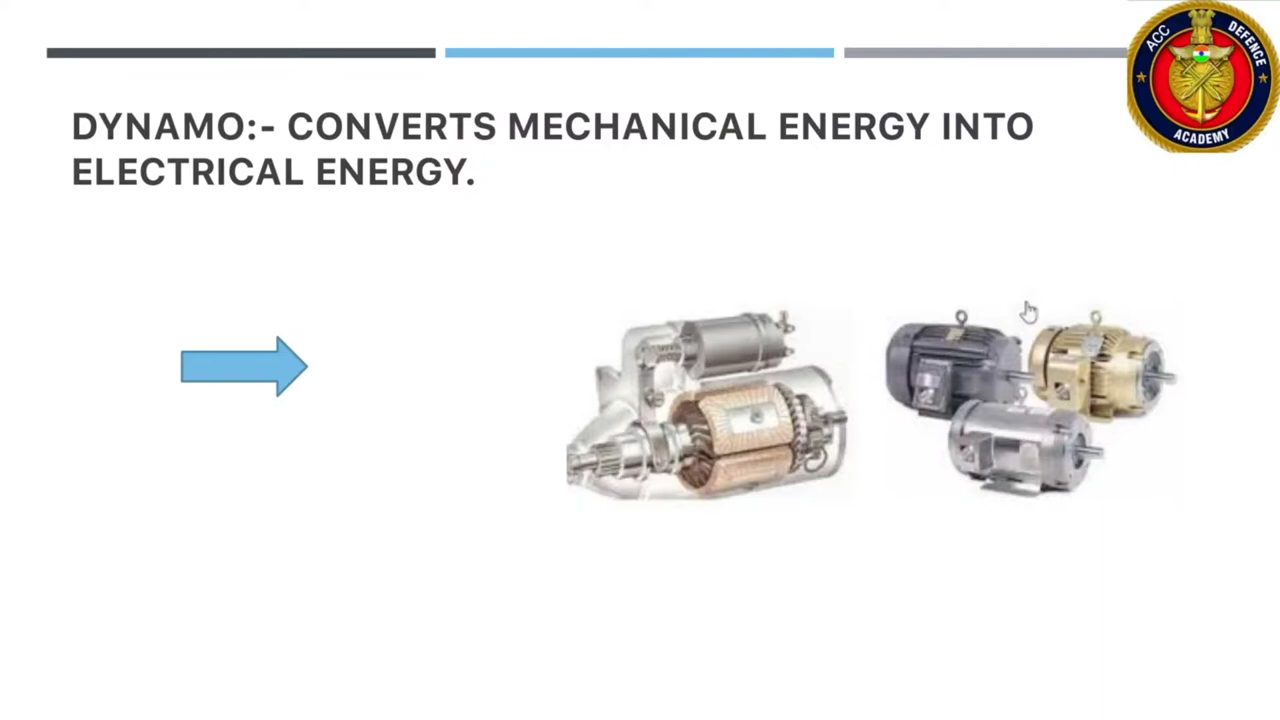 DYNAMO:- CONVERTS MECHANICAL ENERGY INTO
ELECTRICAL ENERGY.
ACC DEFENCE
ACADEMY